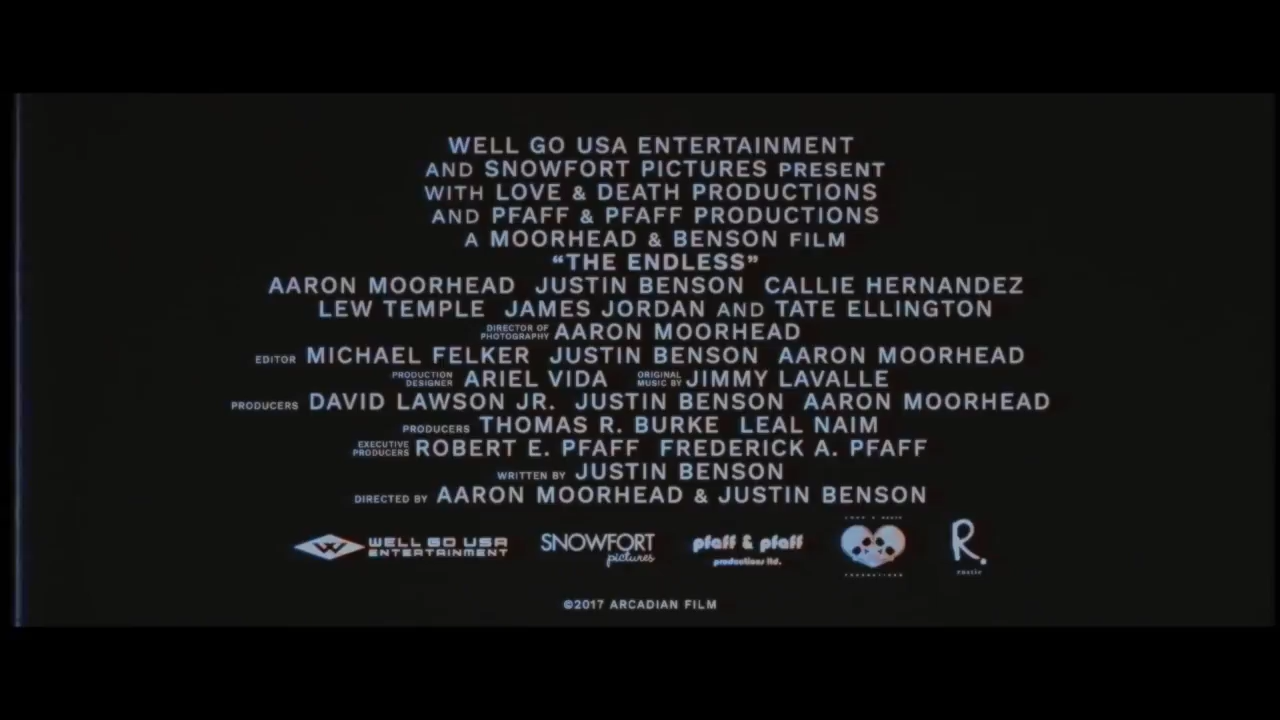 WELL GO USA ENTERTAINMENT
AND SNOWFORT PICTURES PRESENT
WITH LOVE & DEATH PRODUCTIONS
AND PFAFF & PFAFF PRODUCTIONS
A MOORHEAD & BENSON FILM
“THE ENDLESS”
AARON MOORHEAD JUSTIN BENSON CALLIE HERNANDEZ
LEW TEMPLE JAMES JORDAN AND TATE ELLINGTON
DIRECTOR OF PHOTOGRAPHY AARON MOORHEAD
EDITOR MICHAEL FELKER JUSTIN BENSON AARON MOORHEAD
PRODUCTION DESIGNER ARIEL VIDA ORIGINAL MUSIC BY JIMMY LAVALLE
PRODUCERS DAVID LAWSON JR. JUSTIN BENSON AARON MOORHEAD
PRODUCERS THOMAS R. BURKE LEAL NAIM
EXECUTIVE PRODUCERS ROBERT E. PFAFF FREDERICK A. PFAFF
WRITTEN BY JUSTIN BENSON
DIRECTED BY AARON MOORHEAD & JUSTIN BENSON
WELL GO USA ENTERTAINMENT
SNOWFORT pictures
pfaff & pfaff productions ltd.
LOVE & DEATH PRODUCTIONS
R. rustic
©2017 ARCADIAN FILM